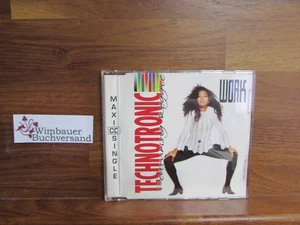 Wimbauer
Buchversand
MAXI CD SINGLE
TECHNOTRONIC
WORK